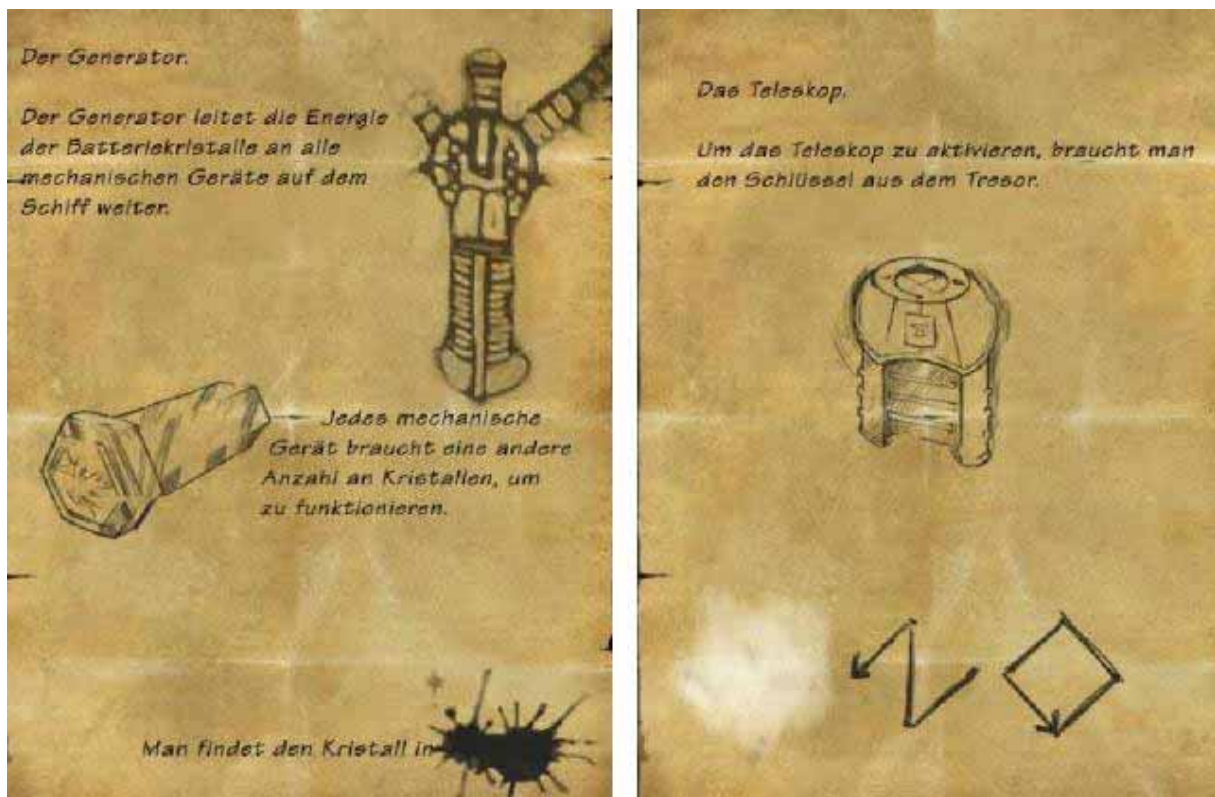 Der Generator.
Der Generator leitet die Energie
der Batteriekristalle an alle
mechanischen Geräte auf dem
Schiff weiter.
Jedes mechanische
Gerät braucht eine andere
Anzahl an Kristallen, um
zu funktionieren.
Man findet den Kristall in
Das Teleskop.
Um das Teleskop zu aktivieren, braucht man
den Schlüssel aus dem Tresor.